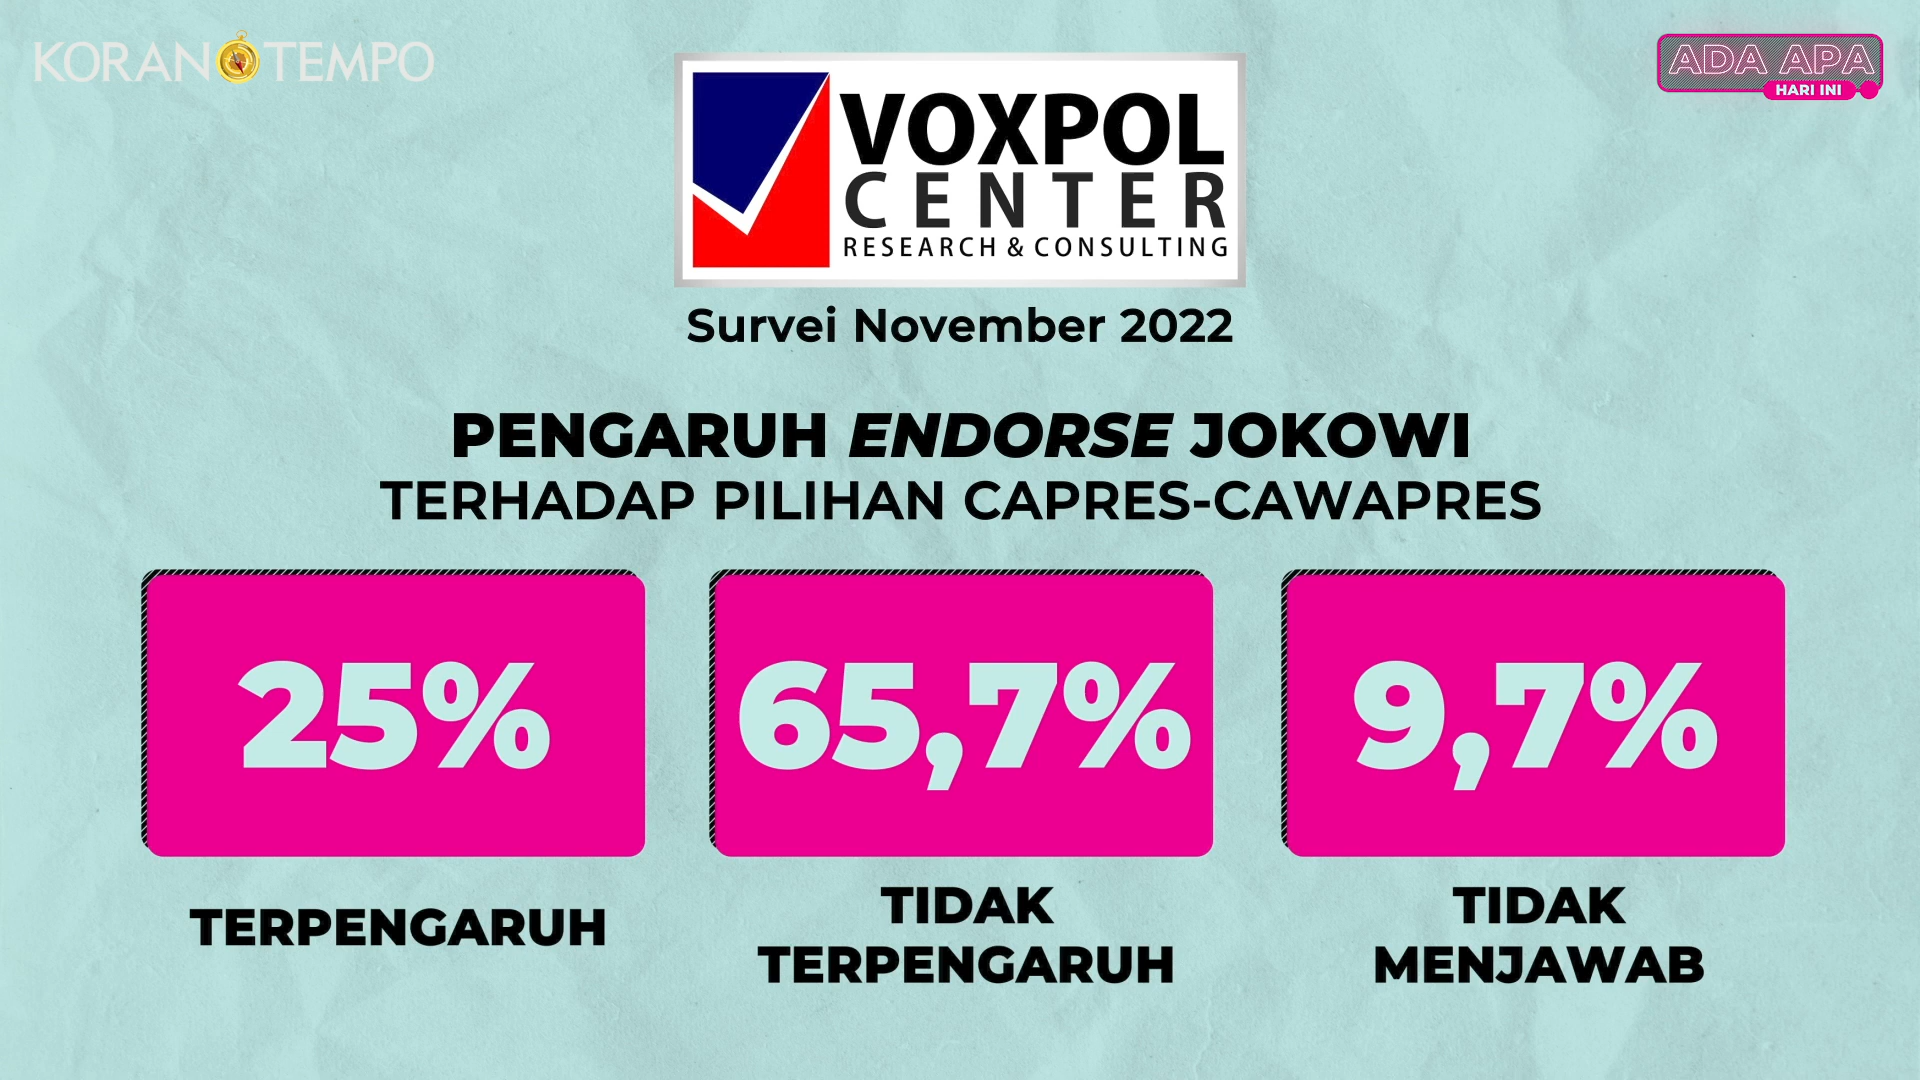 KORAN TEMPO
ADA APA
HARI INI
VOXPOL
CENTER
RESEARCH & CONSULTING
Survei November 2022
PENGARUH ENDORSE JOKOWI
TERHADAP PILIHAN CAPRES-CAWAPRES
25%
TERPENGARUH
65,7%
TIDAK
TERPENGARUH
9,7%
TIDAK
MENJAWAB